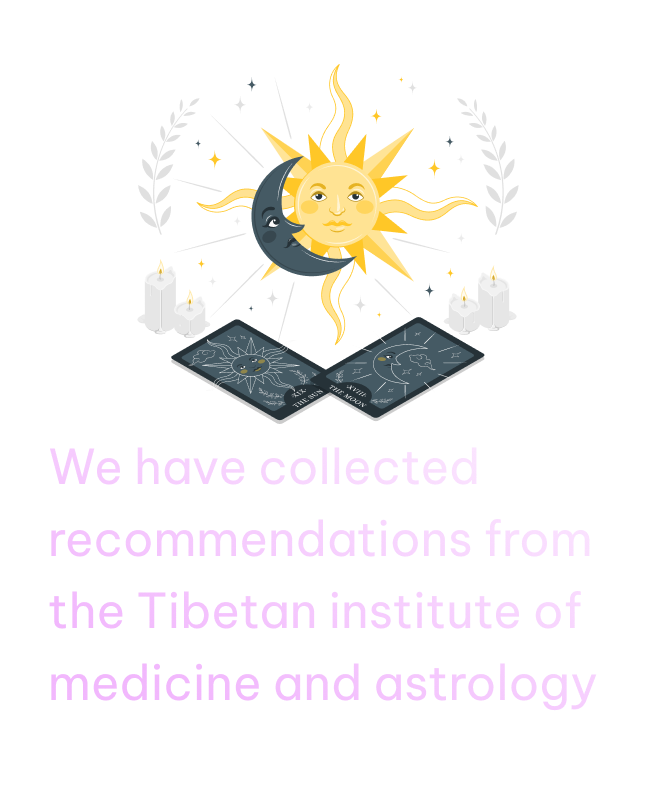 XIX
THE SUN
XVIII
THE MOON
We have collected
recommendations from
the Tibetan institute of
medicine and astrology